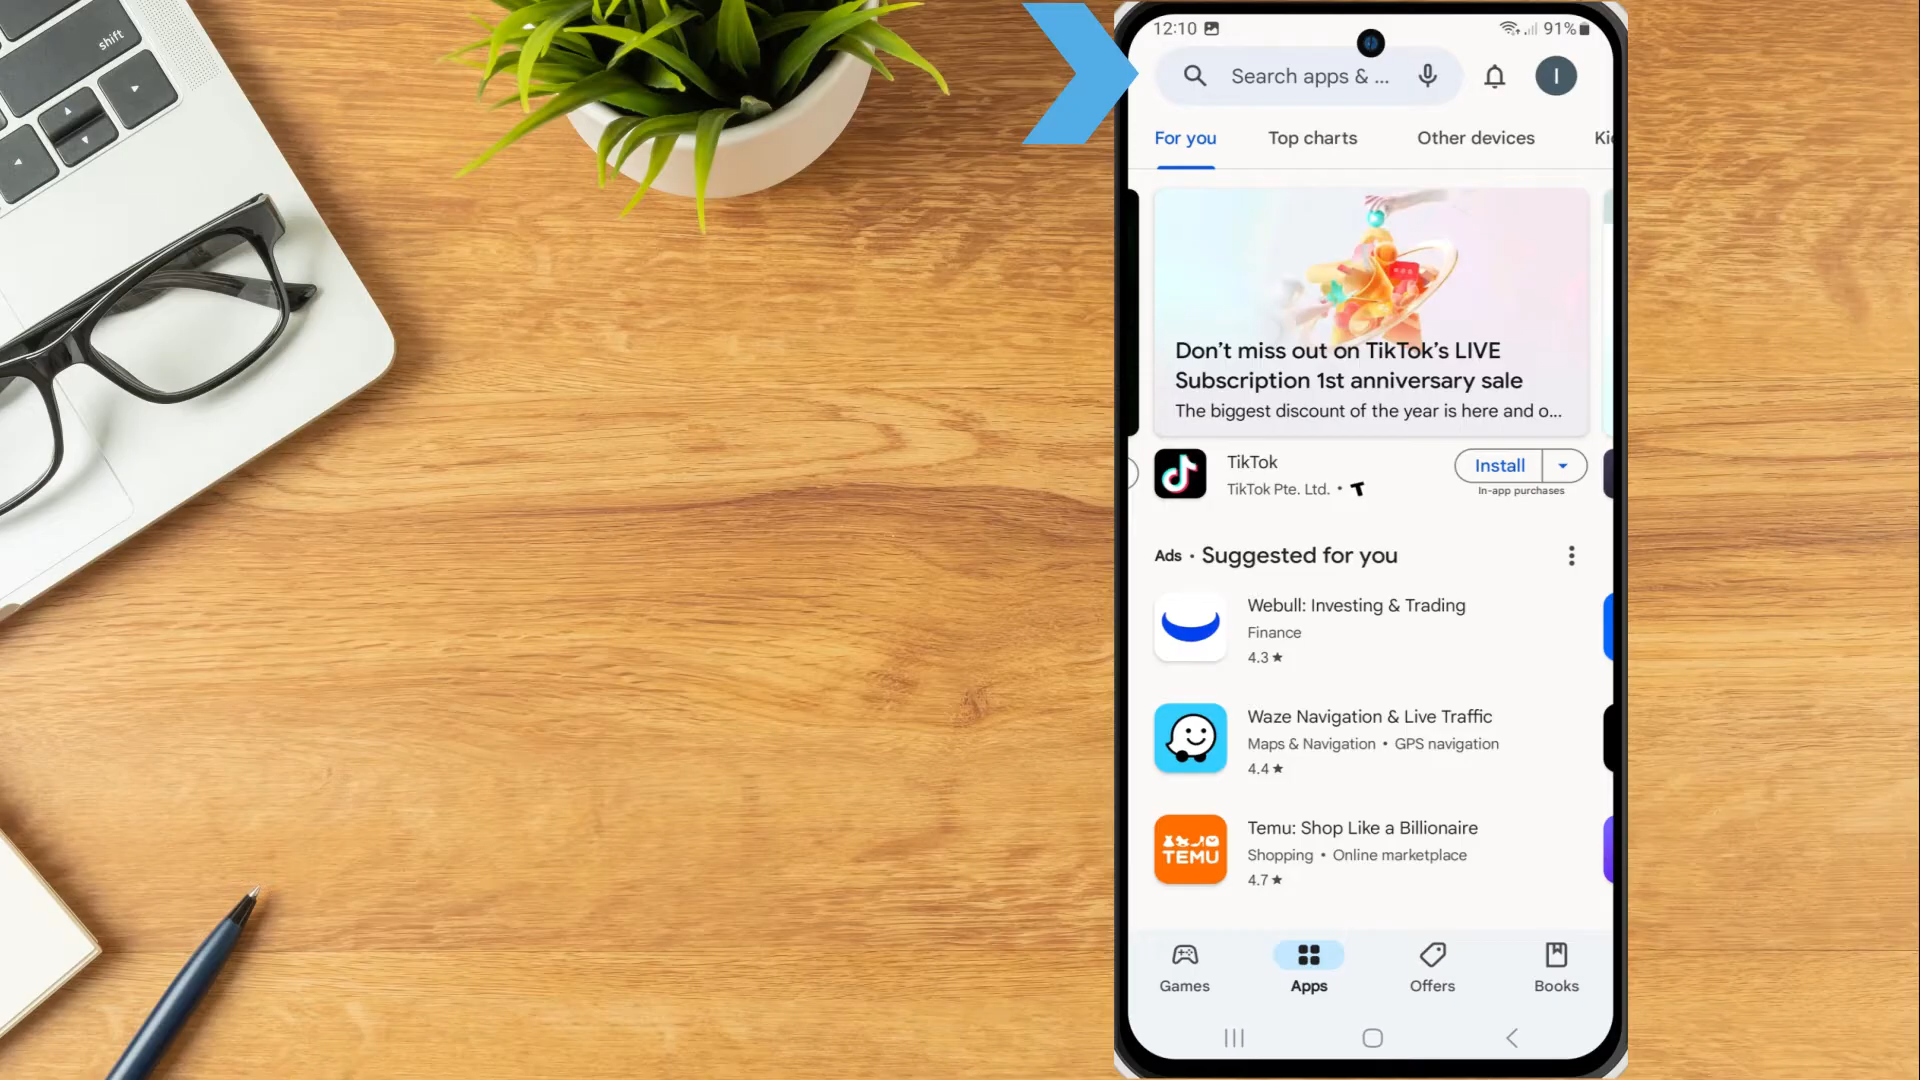 shift
12:10
91%
Search apps & ...
I
For you
Top charts
Other devices
Ki
Don't miss out on TikTok's LIVE
Subscription 1st anniversary sale
The biggest discount of the year is here and o...
TikTok
Install
TikTok Pte. Ltd. •
In-app purchases
Ads • Suggested for you
Webull: Investing & Trading
Finance
4.3 ★
Waze Navigation & Live Traffic
Maps & Navigation • GPS navigation
4.4 ★
TEMU
Temu: Shop Like a Billionaire
Shopping • Online marketplace
4.7 ★
Games
Apps
Offers
Books